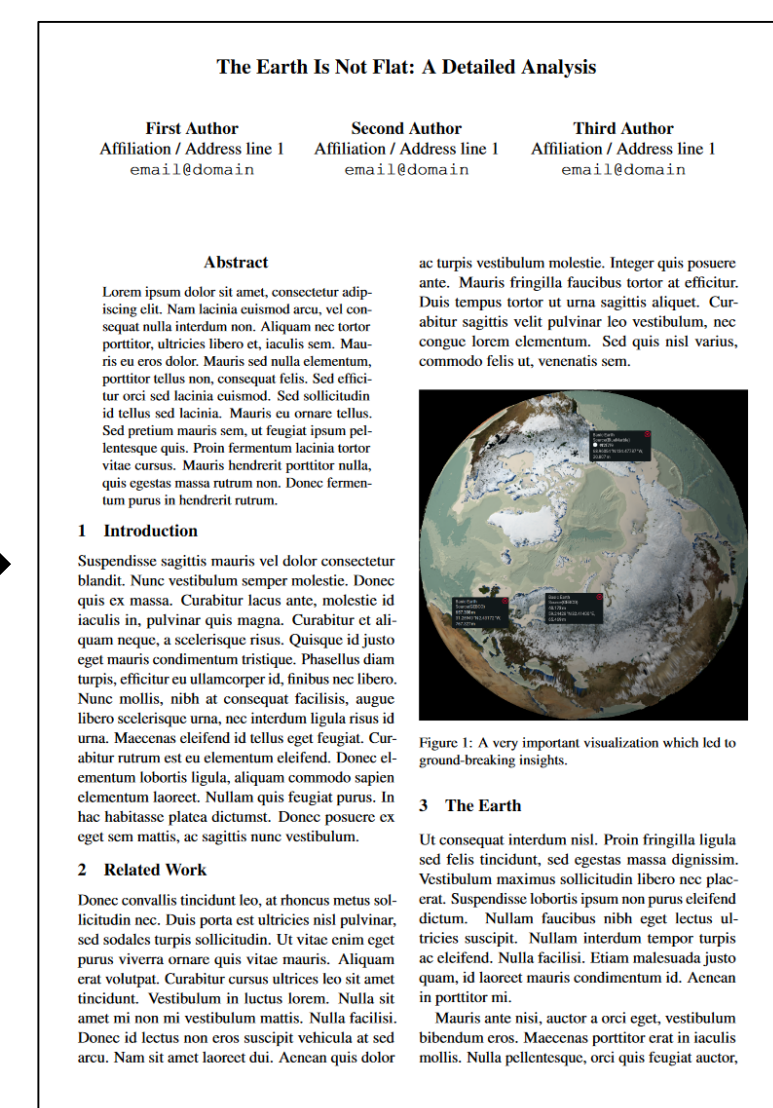 The Earth Is Not Flat: A Detailed Analysis
First Author
Affiliation / Address line 1
email@domain
Second Author
Affiliation / Address line 1
email@domain
Third Author
Affiliation / Address line 1
email@domain
Abstract
Lorem ipsum dolor sit amet, consectetur adip-
iscing elit. Nam lacinia euismod arcu, vel con-
sequat nulla interdum non. Aliquam nec tortor
porttitor, ultricies libero et, iaculis sem. Mau-
ris eu eros dolor. Mauris sed nulla elementum,
porttitor tellus non, consequat felis. Sed effici-
tur orci sed lacinia euismod. Sed sollicitudin
id tellus sed lacinia. Mauris eu ornare tellus.
Sed pretium mauris sem, ut feugiat ipsum pel-
lentesque quis. Proin fermentum lacinia tortor
vitae cursus. Mauris hendrerit porttitor nulla,
quis egestas massa rutrum non. Donec fermen-
tum purus in hendrerit rutrum.
1 Introduction
Suspendisse sagittis mauris vel dolor consectetur
blandit. Nunc vestibulum semper molestie. Donec
quis ex massa. Curabitur lacus ante, molestie id
iaculis in, pulvinar quis magna. Curabitur et ali-
quam neque, a scelerisque risus. Quisque id justo
eget mauris condimentum tristique. Phasellus diam
turpis, efficitur eu ullamcorper id, finibus nec libero.
Nunc mollis, nibh at consequat facilisis, augue
libero scelerisque urna, nec interdum ligula risus id
urna. Maecenas eleifend id tellus eget feugiat. Cur-
abitur rutrum est eu elementum eleifend. Donec el-
ementum lobortis ligula, aliquam commodo sapien
elementum laoreet. Nullam quis feugiat purus. In
hac habitasse platea dictumst. Donec posuere ex
eget sem mattis, ac sagittis nunc vestibulum.
2 Related Work
Donec convallis tincidunt leo, at rhoncus metus sol-
licitudin nec. Duis porta est ultricies nisl pulvinar,
sed sodales turpis sollicitudin. Ut vitae enim eget
purus viverra ornare quis vitae mauris. Aliquam
erat volutpat. Curabitur cursus ultrices leo sit amet
tincidunt. Vestibulum in luctus lorem. Nulla sit
amet mi non mi vestibulum mattis. Nulla facilisi.
Donec id lectus non eros suscipit vehicula at sed
arcu. Nam sit amet laoreet dui. Aenean quis dolor
ac turpis vestibulum molestie. Integer quis posuere
ante. Mauris fringilla faucibus tortor at efficitur.
Duis tempus tortor ut urna sagittis aliquet. Cur-
abitur sagittis velit pulvinar leo vestibulum, nec
congue lorem elementum. Sed quis nisl varius,
commodo felis ut, venenatis sem.
Basic Earth
Basic Earth
Basic Earth
Figure 1: A very important visualization which led to
ground-breaking insights.
3 The Earth
Ut consequat interdum nisl. Proin fringilla ligula
sed felis tincidunt, sed egestas massa dignissim.
Vestibulum maximus sollicitudin libero nec plac-
erat. Suspendisse lobortis ipsum non purus eleifend
dictum. Nullam faucibus nibh eget lectus ul-
tricies suscipit. Nullam interdum tempor turpis
ac eleifend. Nulla facilisi. Etiam malesuada justo
quam, id laoreet mauris condimentum id. Aenean
in porttitor mi.
Mauris ante nisi, auctor a orci eget, vestibulum
bibendum eros. Maecenas porttitor erat in iaculis
mollis. Nulla pellentesque, orci quis feugiat auctor,